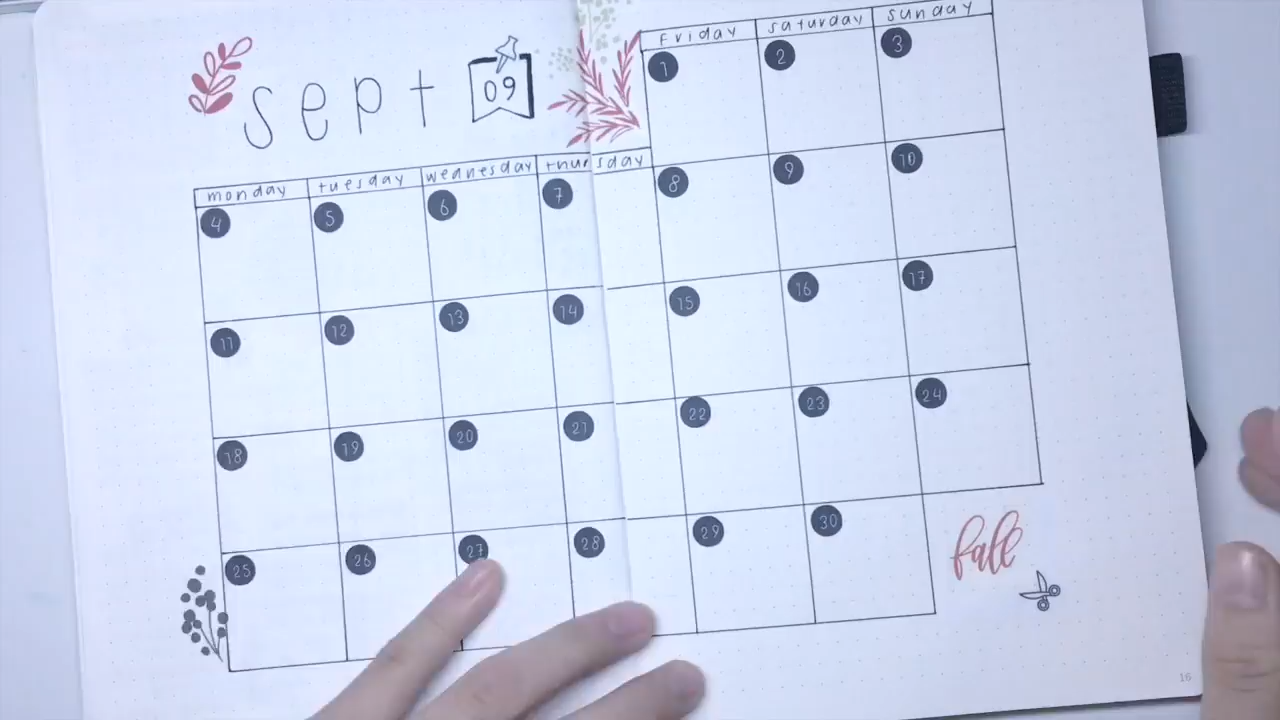 sept 09
friday saturday sunday
1 2 3
monday tuesday wednesday thursday
4 5 6 7 8 9 10
11 12 13 14 15 16 17
18 19 20 21 22 23 24
25 26 27 28 29 30
fall
16